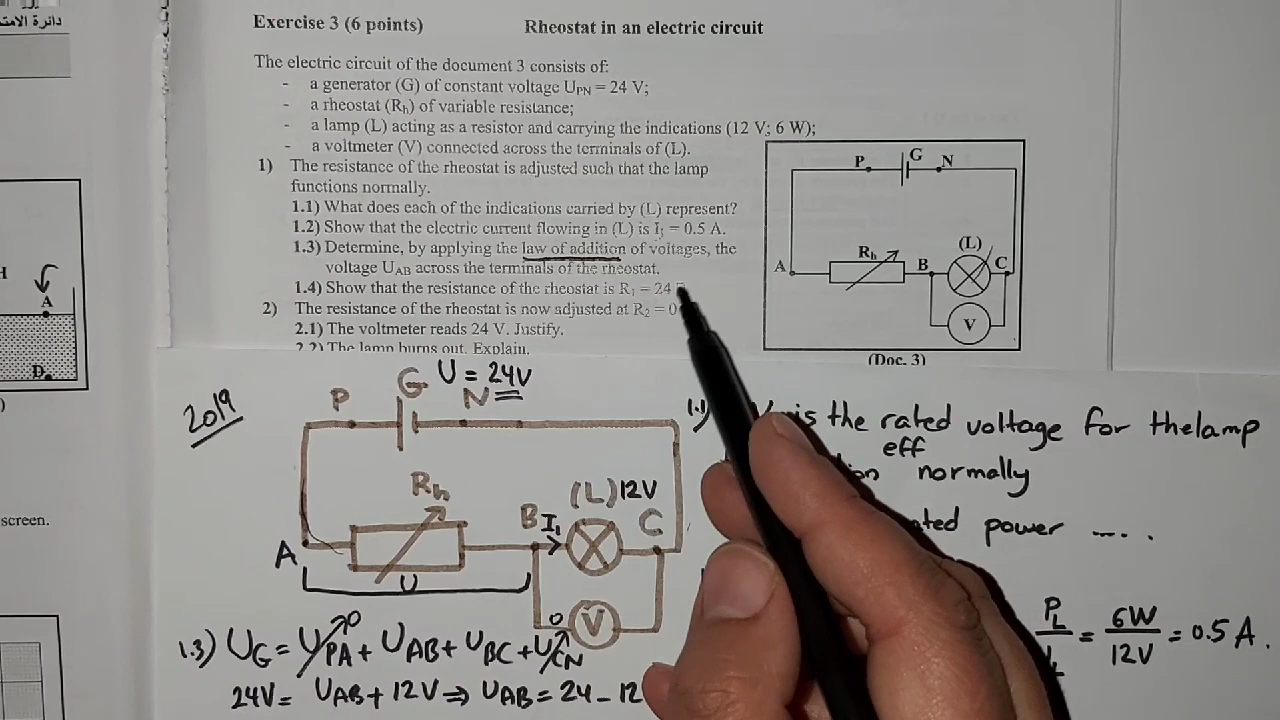 دائرة الامت
Exercise 3 (6 points)
Rheostat in an electric circuit
The electric circuit of the document 3 consists of:
- a generator (G) of constant voltage UPN = 24 V;
- a rheostat (Rh) of variable resistance;
- a lamp (L) acting as a resistor and carrying the indications (12 V; 6 W);
- a voltmeter (V) connected across the terminals of (L).
1) The resistance of the rheostat is adjusted such that the lamp
functions normally.
1.1) What does each of the indications carried by (L) represent?
1.2) Show that the electric current flowing in (L) is I1 = 0.5 A.
1.3) Determine, by applying the law of addition of voltages, the
voltage UAB across the terminals of the rheostat.
1.4) Show that the resistance of the rheostat is R1 = 24
2) The resistance of the rheostat is now adjusted at R2 = 0
2.1) The voltmeter reads 24 V. Justify.
2.2) The lamp burns out. Explain.
P G N
A Rh B (L) C
V
(Doc. 3)
H
A
D
)
screen.
2019
P G U = 24V
N
Rh (L) 12V
A B I1 C
U
V
1.3) UG = UPA + UAB + UBC + UCN
0 0
24V = UAB + 12V ⇒ UAB = 24 - 12
1.1) is the rated voltage for the lamp
eff
normally
power ....
PL = 6W = 0.5 A.
12V